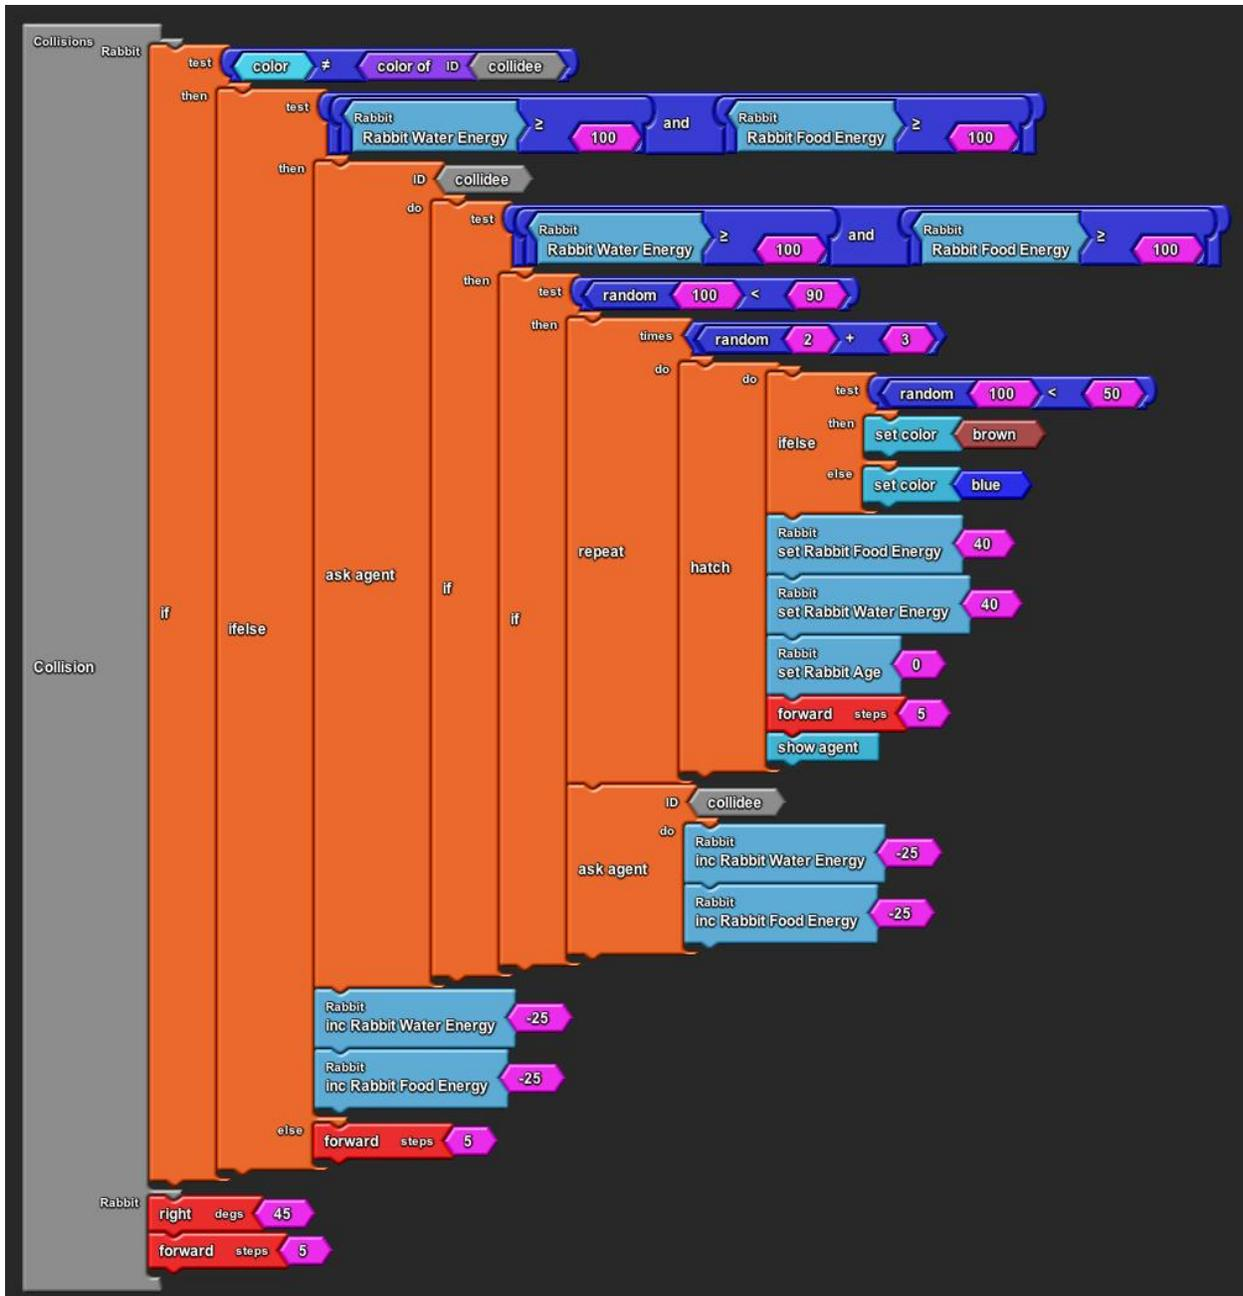 Collisions
Rabbit
test color ≠ color of ID collidee
then
test Rabbit Rabbit Water Energy ≥ 100 and Rabbit Rabbit Food Energy ≥ 100
then
ID collidee
do
test Rabbit Rabbit Water Energy ≥ 100 and Rabbit Rabbit Food Energy ≥ 100
then
test random 100 < 90
then
times random 2 + 3
do
do
test random 100 < 50
then set color brown
ifelse
else set color blue
Rabbit
set Rabbit Food Energy 40
repeat
hatch
ask agent
if
Rabbit
set Rabbit Water Energy 40
if
if
ifelse
Rabbit
set Rabbit Age 0
Collision
forward steps 5
show agent
ID collidee
do
Rabbit
inc Rabbit Water Energy -25
ask agent
Rabbit
inc Rabbit Food Energy -25
Rabbit
inc Rabbit Water Energy -25
Rabbit
inc Rabbit Food Energy -25
else forward steps 5
Rabbit
right degs 45
forward steps 5